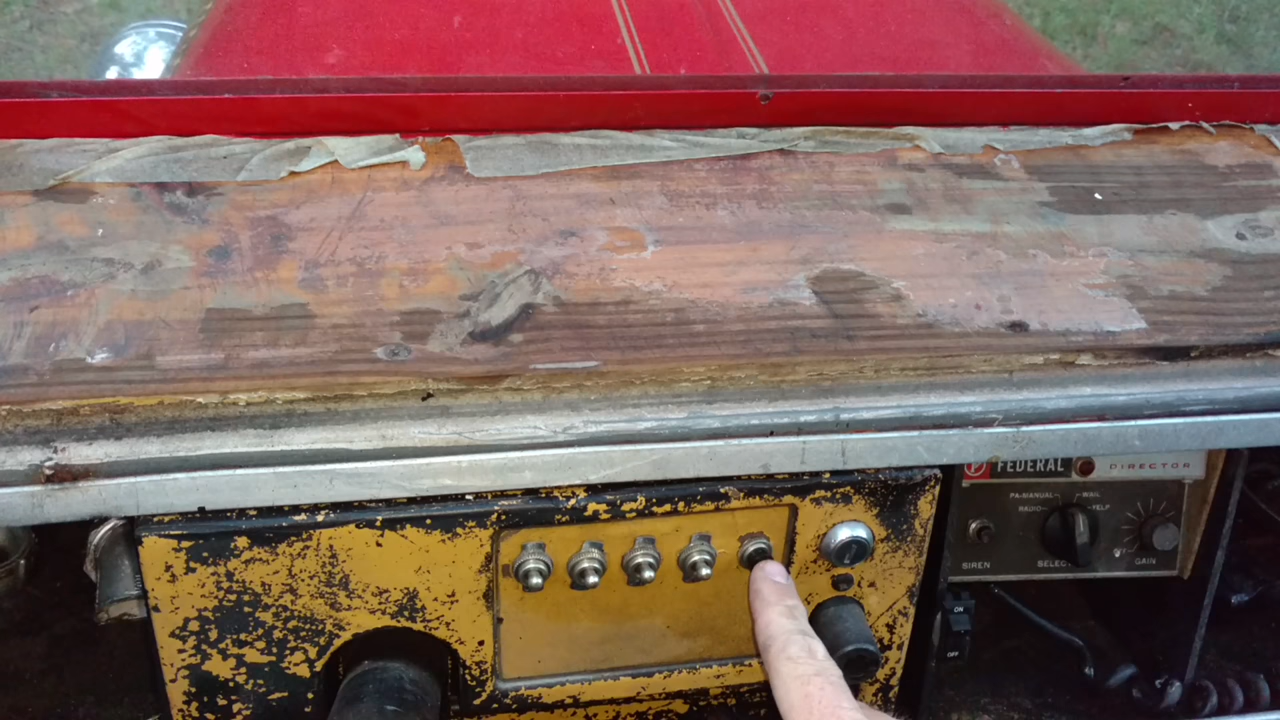 FEDERAL DIRECTOR
PA-MANUAL WAIL
RADIO YELP
SIREN SELECT GAIN
ON
OFF